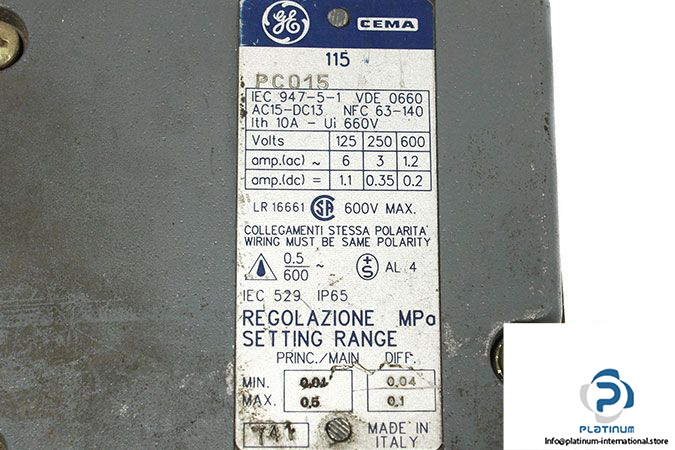 GE CEMA
115
PC015
IEC 947-5-1 VDE 0660
AC15-DC13 NFC 63-140
Ith 10A - Ui 660V
Volts 125 250 600
amp.(ac) ~ 6 3 1.2
amp.(dc) = 1.1 0.35 0.2
LR 16661 SA 600V MAX.
COLLEGAMENTI STESSA POLARITA'
WIRING MUST BE SAME POLARITY
0.5
600 ~ + S AL 4
IEC 529 IP65
REGOLAZIONE MPa
SETTING RANGE
PRINC./MAIN DIFF.
MIN. 0,01 0,04
MAX. 0,5 0,1
741 MADE IN
ITALY
PLATINUM
info@platinum-international.store